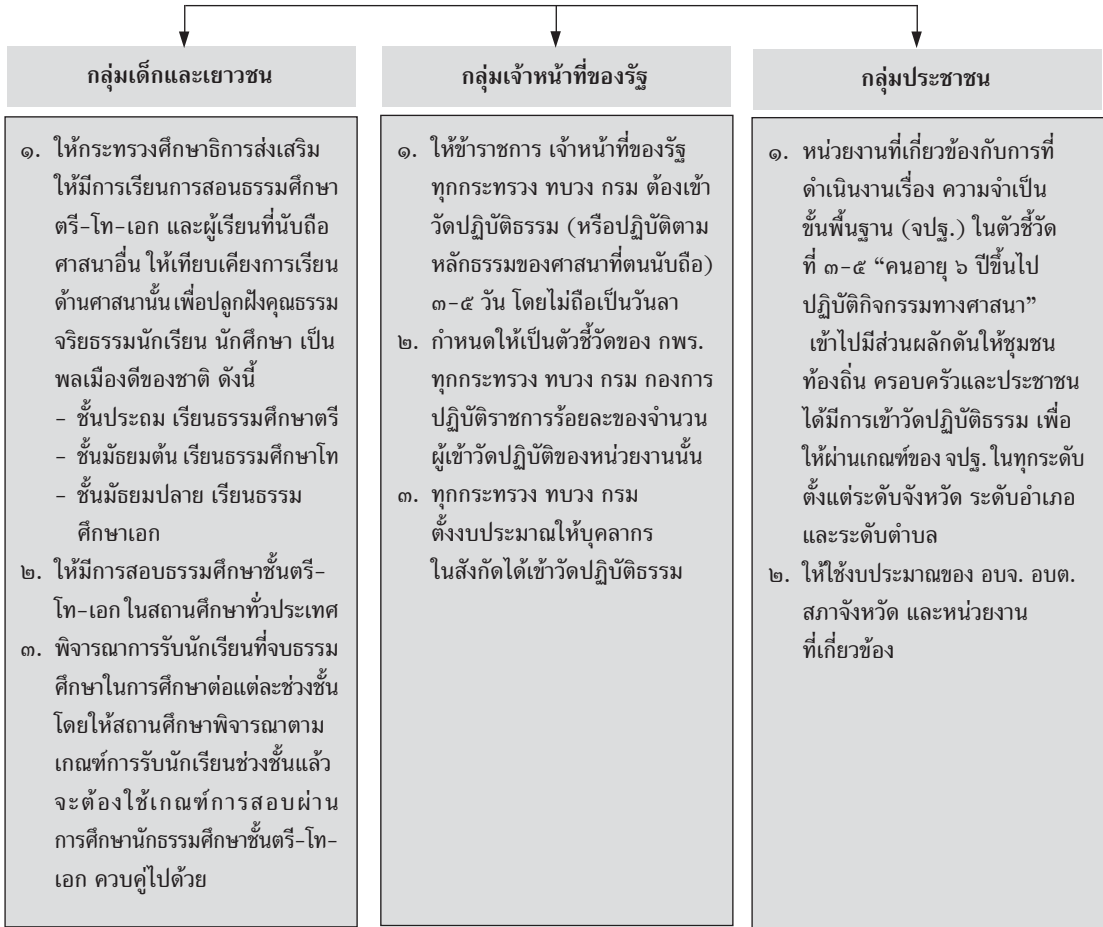 กลุ่มเด็กและเยาวชน
๑. ให้กระทรวงศึกษาธิการส่งเสริม
ให้มีการเรียนการสอนธรรมศึกษา
ตรี-โท-เอก และผู้เรียนที่นับถือ
ศาสนาอื่น ให้เทียบเคียงการเรียน
ด้านศาสนานั้น เพื่อปลูกฝังคุณธรรม
จริยธรรมนักเรียน นักศึกษา เป็น
พลเมืองดีของชาติ ดังนี้
- ชั้นประถม เรียนธรรมศึกษาตรี
- ชั้นมัธยมต้น เรียนธรรมศึกษาโท
- ชั้นมัธยมปลาย เรียนธรรม
ศึกษาเอก
๒. ให้มีการสอบธรรมศึกษาชั้นตรี-
โท-เอก ในสถานศึกษาทั่วประเทศ
๓. พิจารณาการรับนักเรียนที่จบธรรม
ศึกษาในการศึกษาต่อแต่ละช่วงชั้น
โดยให้สถานศึกษาพิจารณาตาม
เกณฑ์การรับนักเรียนช่วงชั้นแล้ว
จะต้องใช้เกณฑ์การสอบผ่าน
การศึกษานักธรรมศึกษาชั้นตรี-โท-
เอก ควบคู่ไปด้วย
กลุ่มเจ้าหน้าที่ของรัฐ
๑. ให้ข้าราชการ เจ้าหน้าที่ของรัฐ
ทุกกระทรวง ทบวง กรม ต้องเข้า
วัดปฏิบัติธรรม (หรือปฏิบัติตาม
หลักธรรมของศาสนาที่ตนนับถือ)
๓-๕ วัน โดยไม่ถือเป็นวันลา
๒. กำหนดให้เป็นตัวชี้วัดของ กพร.
ทุกกระทรวง ทบวง กรม กองการ
ปฏิบัติราชการร้อยละของจำนวน
ผู้เข้าวัดปฏิบัติของหน่วยงานนั้น
๓. ทุกกระทรวง ทบวง กรม
ตั้งงบประมาณให้บุคลากร
ในสังกัดได้เข้าวัดปฏิบัติธรรม
กลุ่มประชาชน
๑. หน่วยงานที่เกี่ยวข้องกับการที่
ดำเนินงานเรื่อง ความจำเป็น
ขั้นพื้นฐาน (จปฐ.) ในตัวชี้วัด
ที่ ๓-๕ “คนอายุ ๖ ปีขึ้นไป
ปฏิบัติกิจกรรมทางศาสนา”
เข้าไปมีส่วนผลักดันให้ชุมชน
ท้องถิ่น ครอบครัวและประชาชน
ได้มีการเข้าวัดปฏิบัติธรรม เพื่อ
ให้ผ่านเกณฑ์ของ จปฐ. ในทุกระดับ
ตั้งแต่ระดับจังหวัด ระดับอำเภอ
และระดับตำบล
๒. ให้ใช้งบประมาณของ อบจ. อบต.
สภาจังหวัด และหน่วยงาน
ที่เกี่ยวข้อง